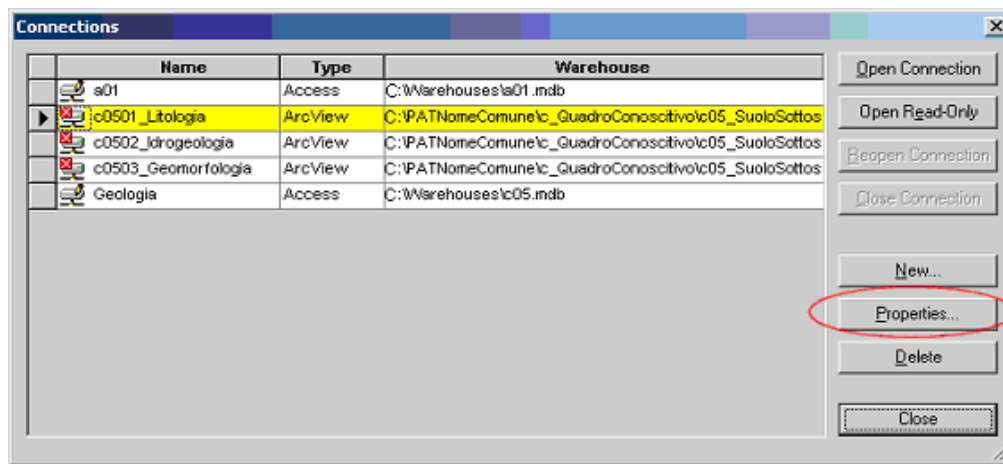 Connections
Name Type Warehouse
a01 Access C:\Warehouses\a01.mdb
c0501_Litologia ArcView C:\PATNomeComune\c_QuadroConoscitivo\c05_SuoloSottos
c0502_Idrogeologia ArcView C:\PATNomeComune\c_QuadroConoscitivo\c05_SuoloSottos
c0503_Geomorfologia ArcView C:\PATNomeComune\c_QuadroConoscitivo\c05_SuoloSottos
Geologia Access C:\Warehouses\c05.mdb
Open Connection
Open Read-Only
Reopen Connection
Close Connection
New...
Properties...
Delete
Close